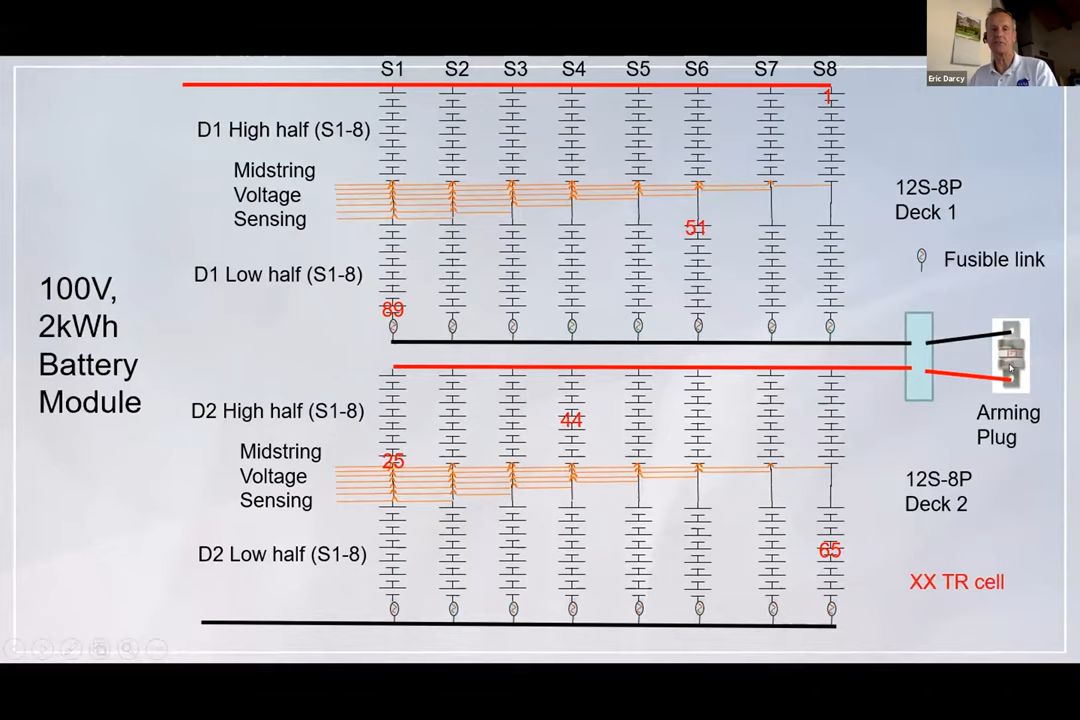 S1 S2 S3 S4 S5 S6 S7 S8
Eric Darcy
1
D1 High half (S1-8)
Midstring
Voltage
Sensing
12S-8P
Deck 1
51
Fusible link
D1 Low half (S1-8)
100V,
2kWh
Battery
Module
89
D2 High half (S1-8)
44
Arming
Plug
Midstring
Voltage
Sensing
25
12S-8P
Deck 2
D2 Low half (S1-8)
65
XX TR cell